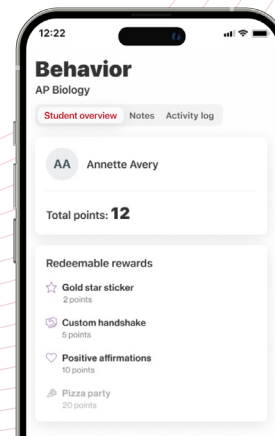 12:22
Behavior
AP Biology
Student overview Notes Activity log
AA Annette Avery
Total points: 12
Redeemable rewards
Gold star sticker
2 points
Custom handshake
5 points
Positive affirmations
10 points
Pizza party
20 points